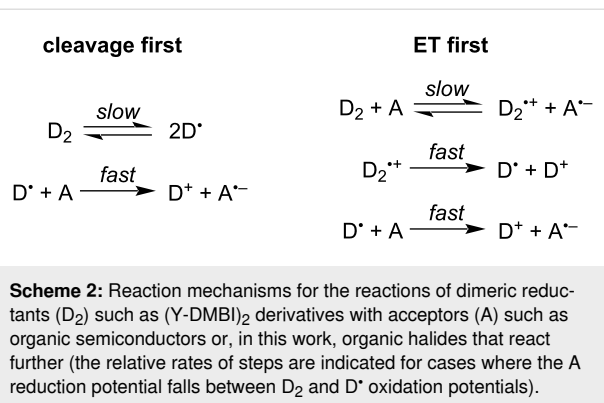 cleavage first
slow
D₂ ⇌ 2D•
fast
D• + A ⟶ D⁺ + A•⁻
ET first
slow
D₂ + A ⇌ D₂•⁺ + A•⁻
fast
D₂•⁺ ⟶ D• + D⁺
fast
D• + A ⟶ D⁺ + A•⁻
Scheme 2: Reaction mechanisms for the reactions of dimeric reduc-
tants (D₂) such as (Y-DMBI)₂ derivatives with acceptors (A) such as
organic semiconductors or, in this work, organic halides that react
further (the relative rates of steps are indicated for cases where the A
reduction potential falls between D₂ and D• oxidation potentials).